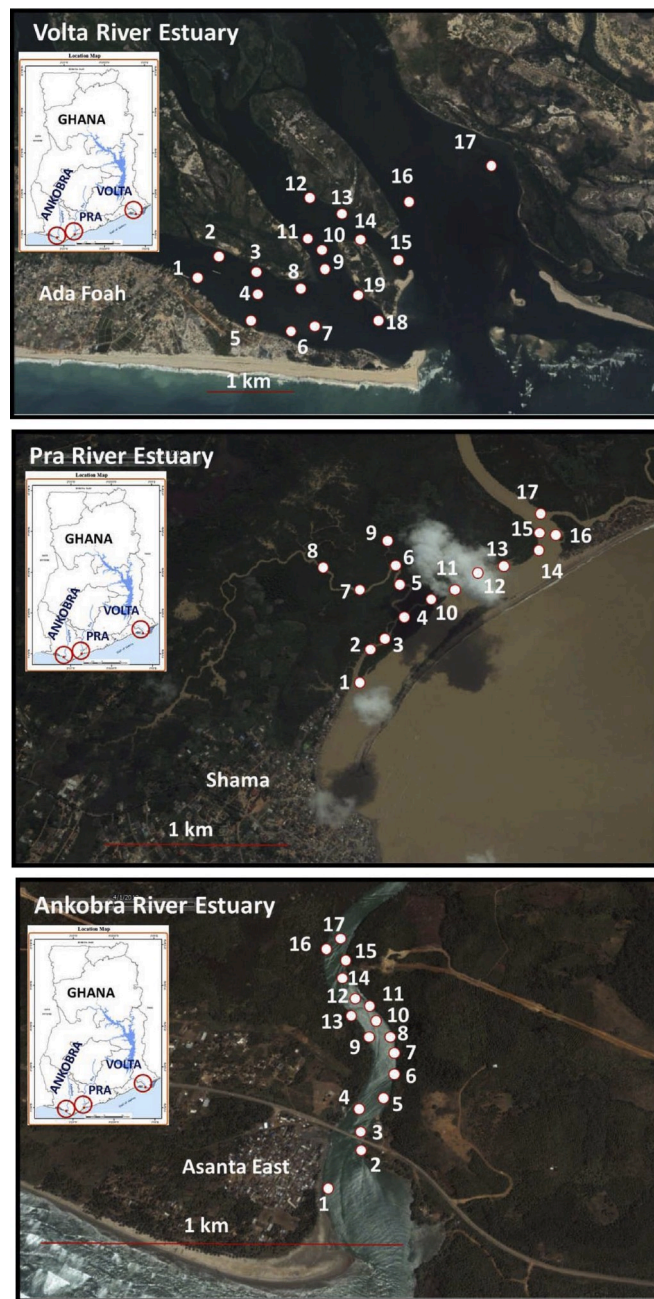 Volta River Estuary
Location Map
GHANA
ANKOBRA
PRA
VOLTA
Ada Foah
1
2
3
4
5
6
7
8
9
10
11
12
13
14
15
16
17
18
19
1 km
Pra River Estuary
Location Map
GHANA
ANKOBRA
PRA
VOLTA
Shama
1
2
3
4
5
6
7
8
9
10
11
12
13
14
15
16
17
1 km
Ankobra River Estuary
Location Map
GHANA
ANKOBRA
PRA
VOLTA
Asanta East
1
2
3
4
5
6
7
8
9
10
11
12
13
14
15
16
17
1 km